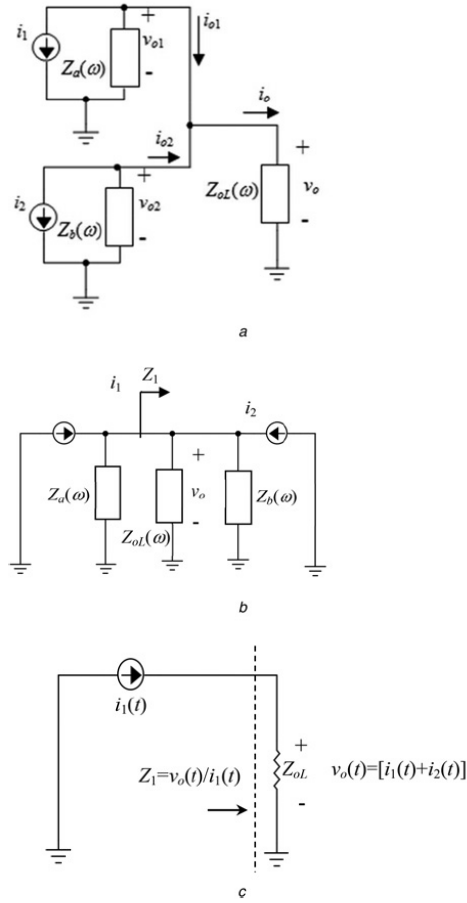 i1
+
vo1
-
Za(ω)
io1
io
io2
+
i2
vo2
Zb(ω)
-
+
ZoL(ω)
vo
-
a
i1
Z1
i2
+
Za(ω)
vo
Zb(ω)
-
ZoL(ω)
b
i1(t)
+
Z1=vo(t)/i1(t)
ZoL
vo(t)=[i1(t)+i2(t)]
-
ç